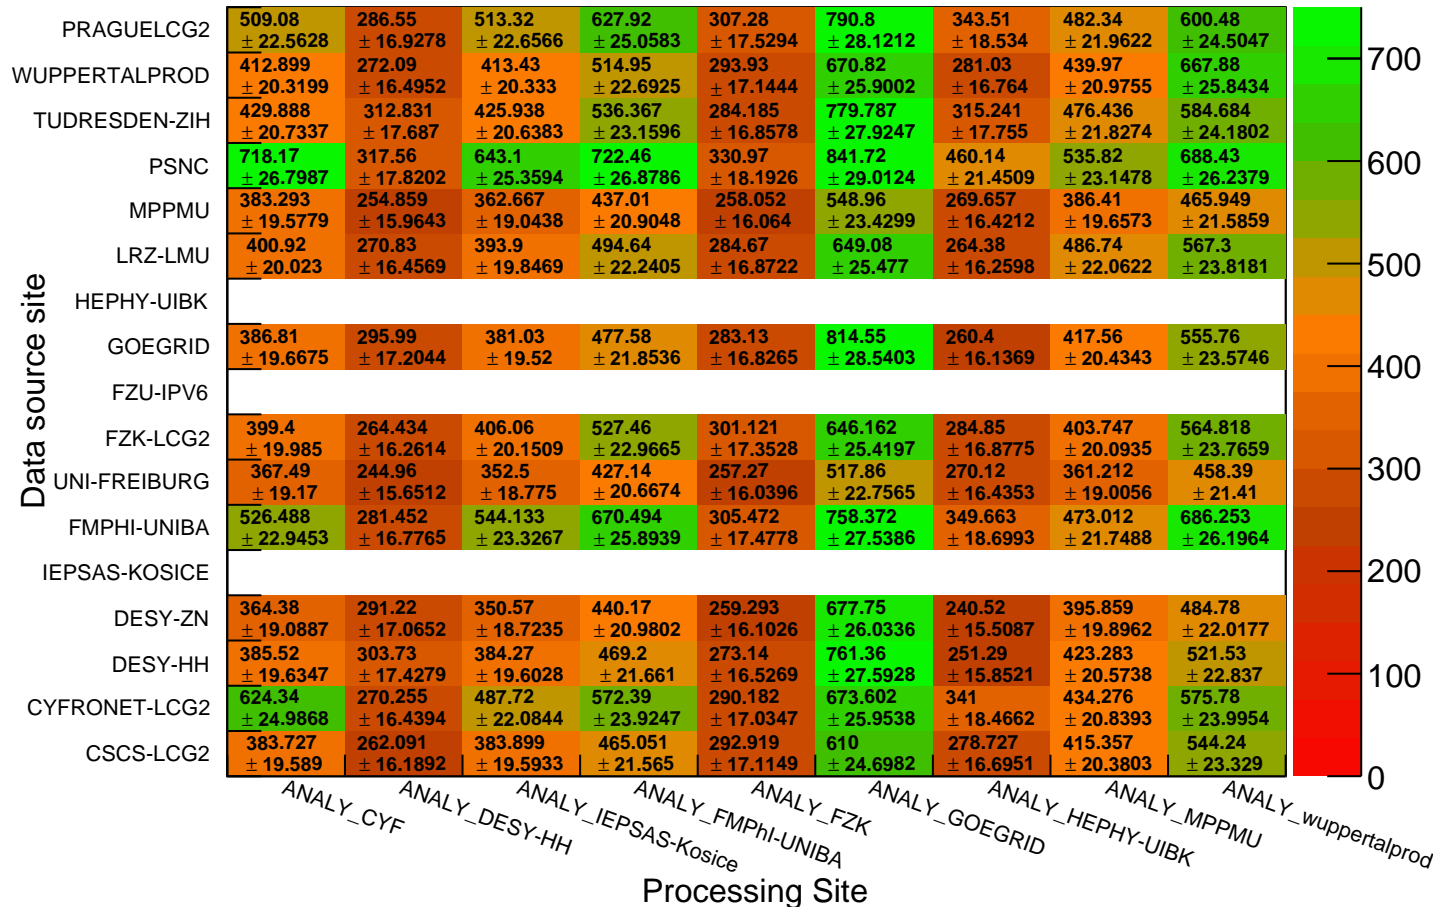 PRAGUELCG2 509.08 286.55 513.32 627.92 307.28 790.8 343.51 482.34 600.48
± 22.5628 ± 16.9278 ± 22.6566 ± 25.0583 ± 17.5294 ± 28.1212 ± 18.534 ± 21.9622 ± 24.5047
WUPPERTALPROD 412.899 272.09 413.43 514.95 293.93 670.82 281.03 439.97 667.88
± 20.3199 ± 16.4952 ± 20.333 ± 22.6925 ± 17.1444 ± 25.9002 ± 16.764 ± 20.9755 ± 25.8434
TUDRESDEN-ZIH 429.888 312.831 425.938 536.367 284.185 779.787 315.241 476.436 584.684
± 20.7337 ± 17.687 ± 20.6383 ± 23.1596 ± 16.8578 ± 27.9247 ± 17.755 ± 21.8274 ± 24.1802
PSNC 718.17 317.56 643.1 722.46 330.97 841.72 460.14 535.82 688.43
± 26.7987 ± 17.8202 ± 25.3594 ± 26.8786 ± 18.1926 ± 29.0124 ± 21.4509 ± 23.1478 ± 26.2379
MPPMU 383.293 254.859 362.667 437.01 258.052 548.96 269.657 386.41 465.949
± 19.5779 ± 15.9643 ± 19.0438 ± 20.9048 ± 16.064 ± 23.4299 ± 16.4212 ± 19.6573 ± 21.5859
LRZ-LMU 400.92 270.83 393.9 494.64 284.67 649.08 264.38 486.74 567.3
± 20.023 ± 16.4569 ± 19.8469 ± 22.2405 ± 16.8722 ± 25.477 ± 16.2598 ± 22.0622 ± 23.8181
HEPHY-UIBK
GOEGRID 386.81 295.99 381.03 477.58 283.13 814.55 260.4 417.56 555.76
± 19.6675 ± 17.2044 ± 19.52 ± 21.8536 ± 16.8265 ± 28.5403 ± 16.1369 ± 20.4343 ± 23.5746
FZU-IPV6
FZK-LCG2 399.4 264.434 406.06 527.46 301.121 646.162 284.85 403.747 564.818
± 19.985 ± 16.2614 ± 20.1509 ± 22.9665 ± 17.3528 ± 25.4197 ± 16.8775 ± 20.0935 ± 23.7659
UNI-FREIBURG 367.49 244.96 352.5 427.14 257.27 517.86 270.12 361.212 458.39
± 19.17 ± 15.6512 ± 18.775 ± 20.6674 ± 16.0396 ± 22.7565 ± 16.4353 ± 19.0056 ± 21.41
FMPHI-UNIBA 526.488 281.452 544.133 670.494 305.472 758.372 349.663 473.012 686.253
± 22.9453 ± 16.7765 ± 23.3267 ± 25.8939 ± 17.4778 ± 27.5386 ± 18.6993 ± 21.7488 ± 26.1964
IEPSAS-KOSICE
DESY-ZN 364.38 291.22 350.57 440.17 259.293 677.75 240.52 395.859 484.78
± 19.0887 ± 17.0652 ± 18.7235 ± 20.9802 ± 16.1026 ± 26.0336 ± 15.5087 ± 19.8962 ± 22.0177
DESY-HH 385.52 303.73 384.27 469.2 273.14 761.36 251.29 423.283 521.53
± 19.6347 ± 17.4279 ± 19.6028 ± 21.661 ± 16.5269 ± 27.5928 ± 15.8521 ± 20.5738 ± 22.837
CYFRONET-LCG2 624.34 270.255 487.72 572.39 290.182 673.602 341 434.276 575.78
± 24.9868 ± 16.4394 ± 22.0844 ± 23.9247 ± 17.0347 ± 25.9538 ± 18.4662 ± 20.8393 ± 23.9954
CSCS-LCG2 383.727 262.091 383.899 465.051 292.919 610 278.727 415.357 544.24
± 19.589 ± 16.1892 ± 19.5933 ± 21.565 ± 17.1149 ± 24.6982 ± 16.6951 ± 20.3803 ± 23.329
ANALY_CYF
ANALY_DESY-HH
ANALY_IEPSAS-Kosice
ANALY_FMPhI-UNIBA
ANALY_FZK
ANALY_GOEGRID
ANALY_HEPHY-UIBK
ANALY_MPPMU
ANALY_wuppertalprod
Processing Site
Data source site
700
600
500
400
300
200
100
0